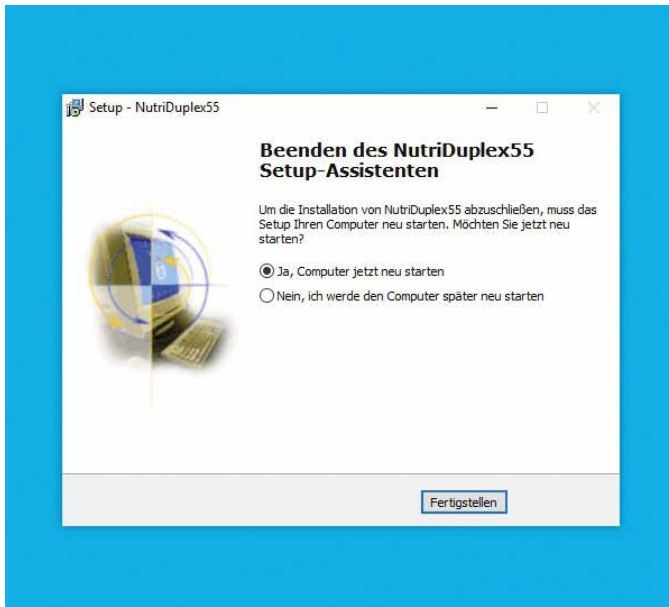 Setup - NutriDuplex55
Beenden des NutriDuplex55
Setup-Assistenten
Um die Installation von NutriDuplex55 abzuschließen, muss das
Setup Ihren Computer neu starten. Möchten Sie jetzt neu
starten?
Ja, Computer jetzt neu starten
Nein, ich werde den Computer später neu starten
Fertigstellen